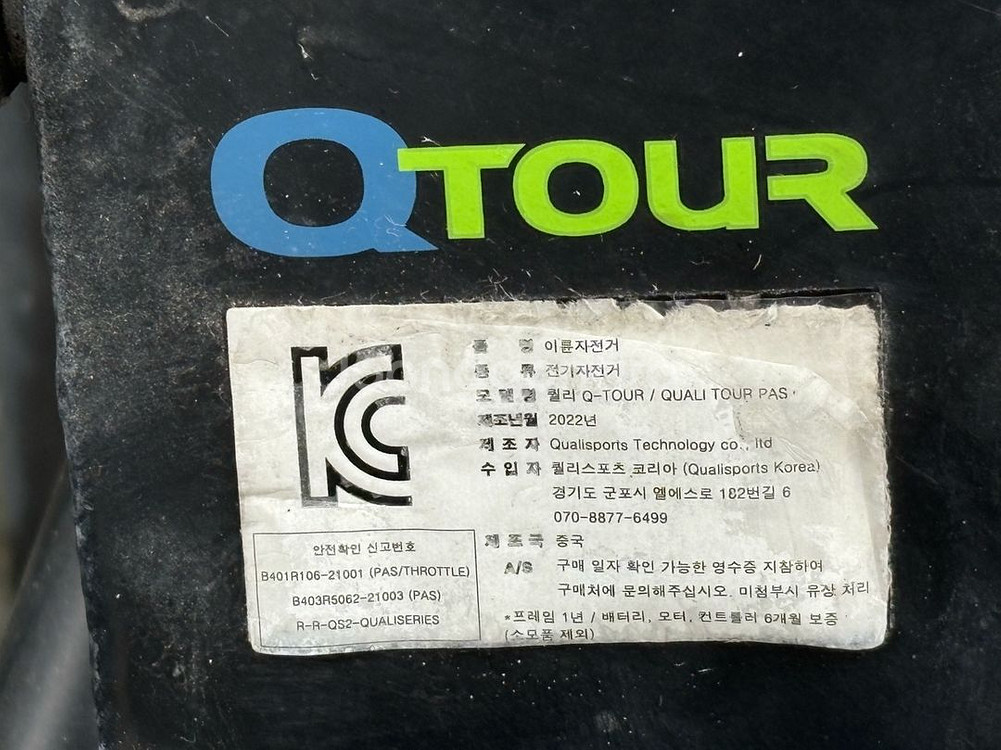 QTOUR
품 명 이륜자전거
종 류 전기자전거
모 델 명 퀄리 Q-TOUR / QUALI TOUR PAS
제조년월 2022년
제 조 자 Qualisports Technology co., ltd
수 입 자 퀄리스포츠 코리아 (Qualisports Korea)
경기도 군포시 엘에스로 182번길 6
070-8877-6499
제 조 국 중국
A/S 구매 일자 확인 가능한 영수증 지참하여
구매처에 문의해주십시오. 미첨부시 유상 처리
*프레임 1년 / 배터리, 모터, 컨트롤러 6개월 보증
(소모품 제외)
KC
안전확인 신고번호
B401R106-21001 (PAS/THROTTLE)
B403R5062-21003 (PAS)
R-R-QS2-QUALISERIES